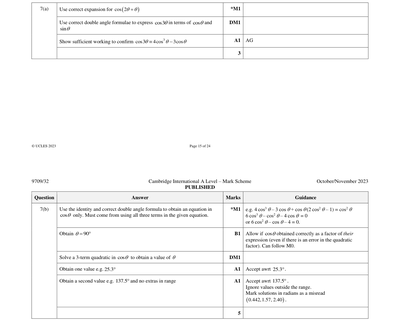 7(a) Use correct expansion for cos(2θ + θ) *M1
Use correct double angle formulae to express cos3θ in terms of cosθ and DM1
sinθ
Show sufficient working to confirm cos3θ = 4cos³θ − 3cosθ A1 AG
3
© UCLES 2023 Page 15 of 24
9709/32 Cambridge International A Level – Mark Scheme October/November 2023
PUBLISHED
Question Answer Marks Guidance
7(b) Use the identity and correct double angle formula to obtain an equation in *M1 e.g. 4cos³θ − 3cosθ + cosθ(2cos²θ − 1) = cos²θ
cosθ only. Must come from using all three terms in the given equation. 6cos³θ − cos²θ − 4cosθ = 0
or 6cos²θ − cosθ − 4 = 0.
Obtain θ = 90° B1 Allow if cosθ obtained correctly as a factor of their
expression (even if there is an error in the quadratic
factor). Can follow M0.
Solve a 3-term quadratic in cosθ to obtain a value of θ DM1
Obtain one value e.g. 25.3° A1 Accept awrt 25.3°.
Obtain a second value e.g. 137.5° and no extras in range A1 Accept awrt 137.5°.
Ignore values outside the range.
Mark solutions in radians as a misread
(0.442, 1.57, 2.40).
5